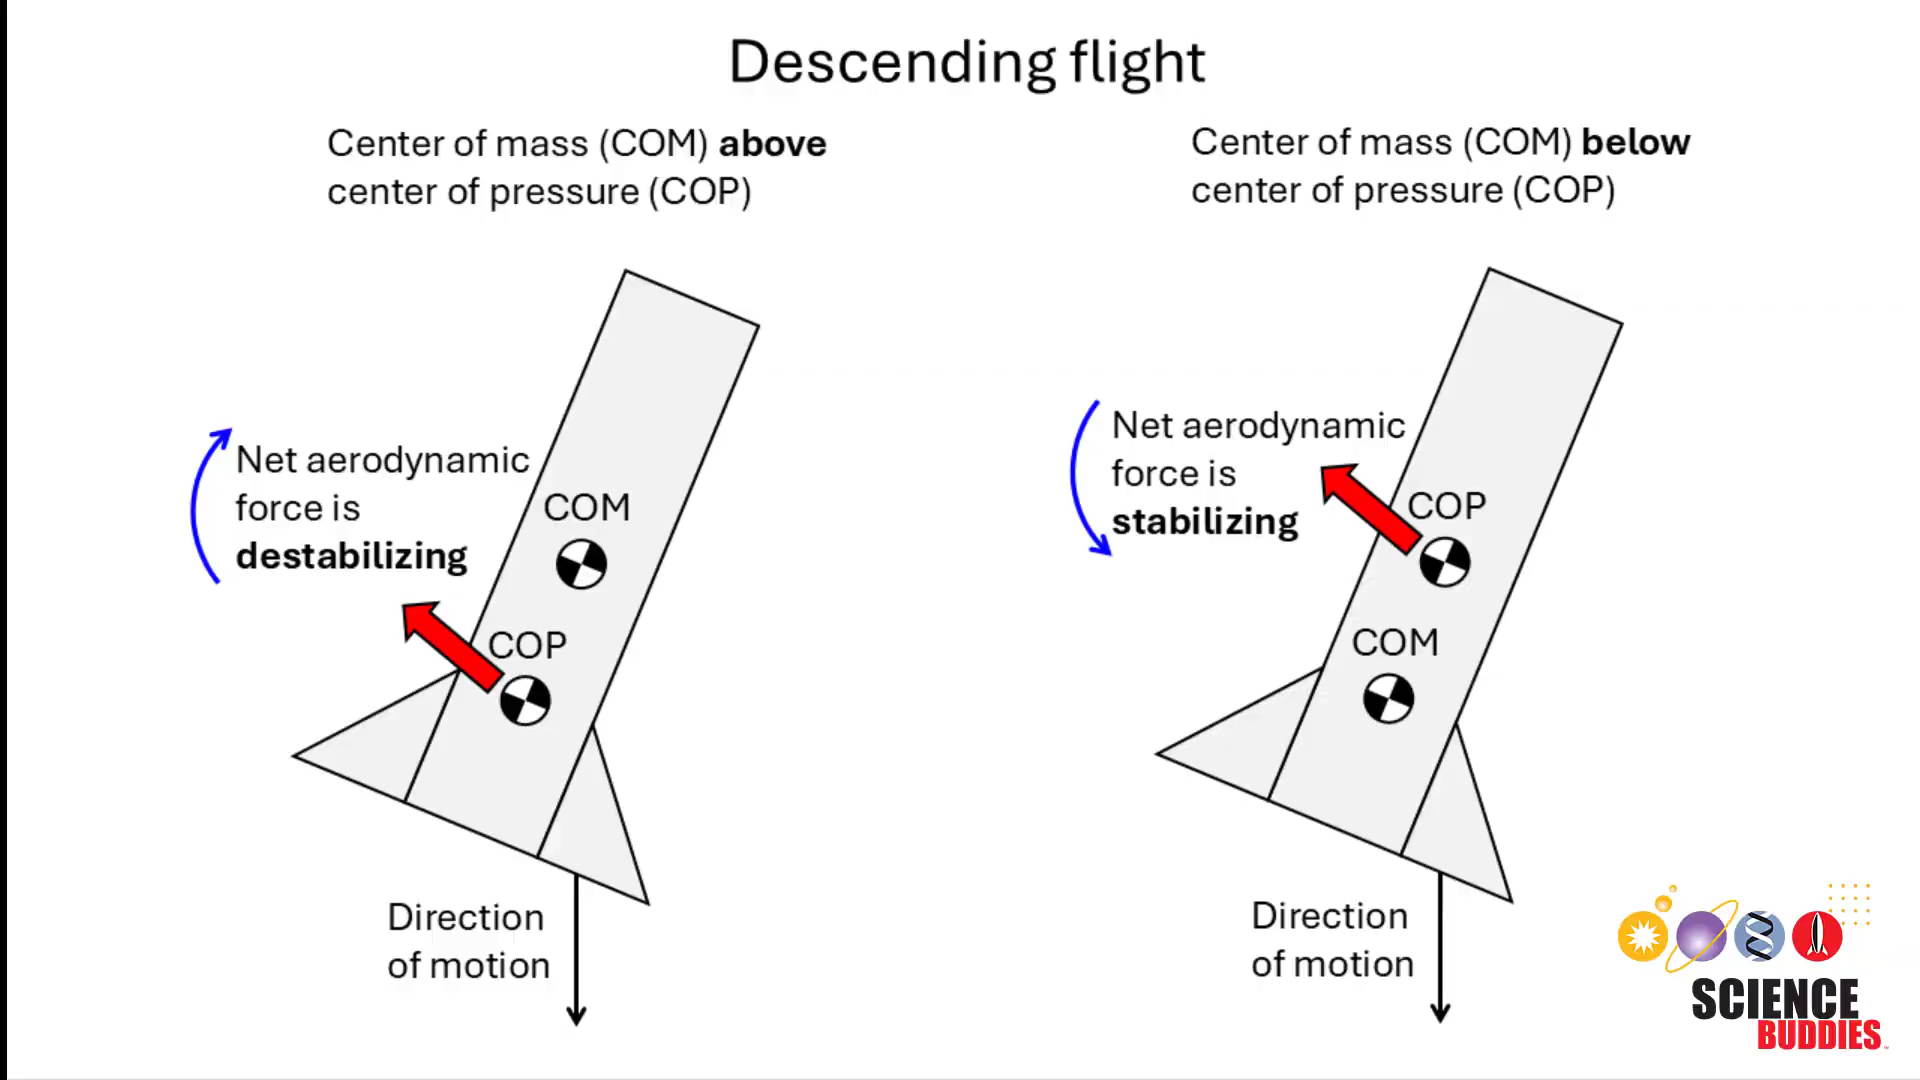 Descending flight
Center of mass (COM) above
center of pressure (COP)
Net aerodynamic
force is
destabilizing
COM
COP
Direction
of motion
Center of mass (COM) below
center of pressure (COP)
Net aerodynamic
force is
stabilizing
COP
COM
Direction
of motion
SCIENCE
BUDDIES